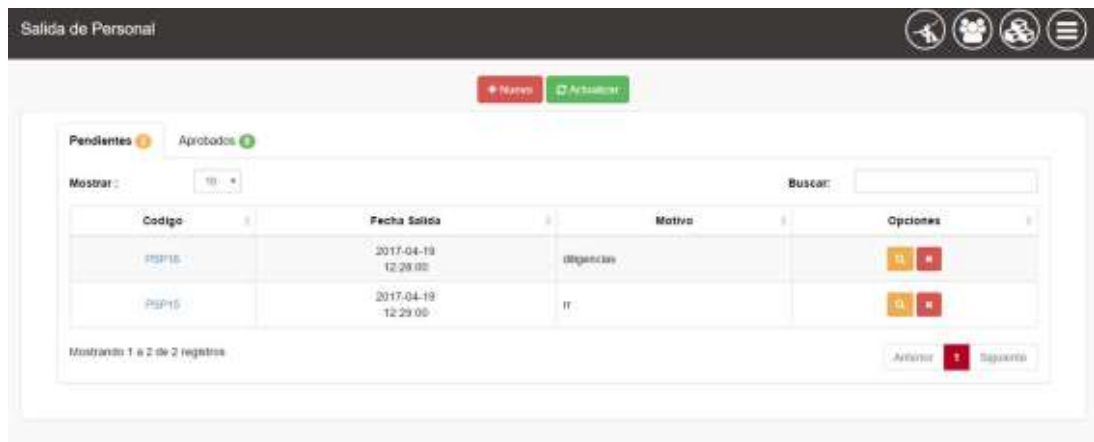 Salida de Personal
Nuevo Actualizar
Pendientes 2 Aprobados
Mostrar : 10 Buscar:
Codigo Fecha Salida Motivo Opciones
PSP16 2017-04-19 diligencias
12:28:00
PSP15 2017-04-19 rr
12:29:00
Mostrando 1 a 2 de 2 registros
Anterior 1 Siguiente